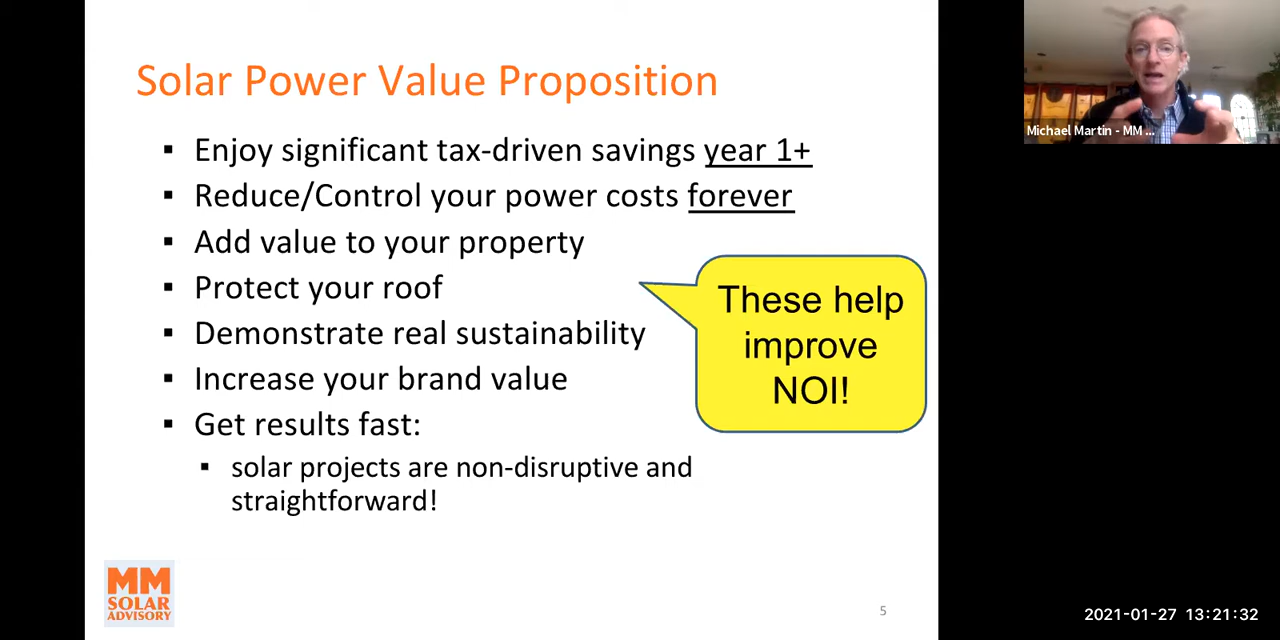 Solar Power Value Proposition
▪ Enjoy significant tax-driven savings year 1+
▪ Reduce/Control your power costs forever
▪ Add value to your property
▪ Protect your roof
▪ Demonstrate real sustainability
▪ Increase your brand value
▪ Get results fast:
▪ solar projects are non-disruptive and
straightforward!
These help
improve
NOI!
MM
SOLAR
ADVISORY
5
Michael Martin - MM ...
2021-01-27 13:21:32